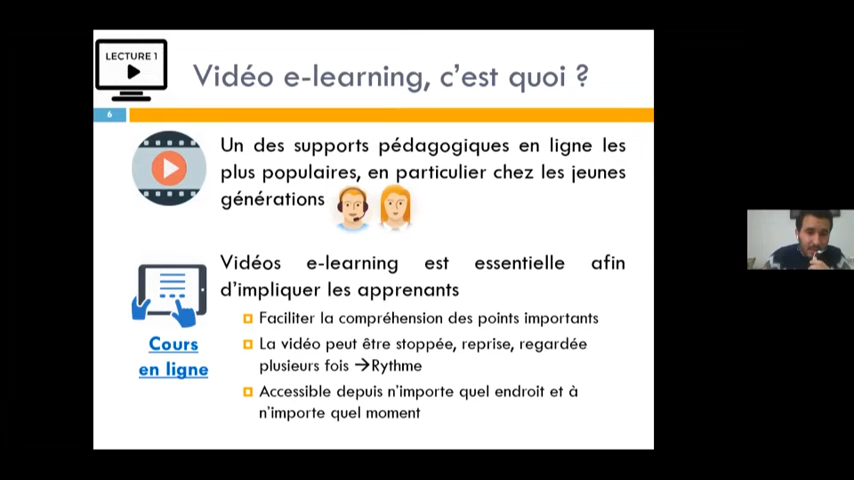 LECTURE 1
Vidéo e-learning, c'est quoi ?
6
Un des supports pédagogiques en ligne les
plus populaires, en particulier chez les jeunes
générations
Vidéos e-learning est essentielle afin
d'impliquer les apprenants
Cours
en ligne
Faciliter la compréhension des points importants
La vidéo peut être stoppée, reprise, regardée
plusieurs fois →Rythme
Accessible depuis n'importe quel endroit et à
n'importe quel moment